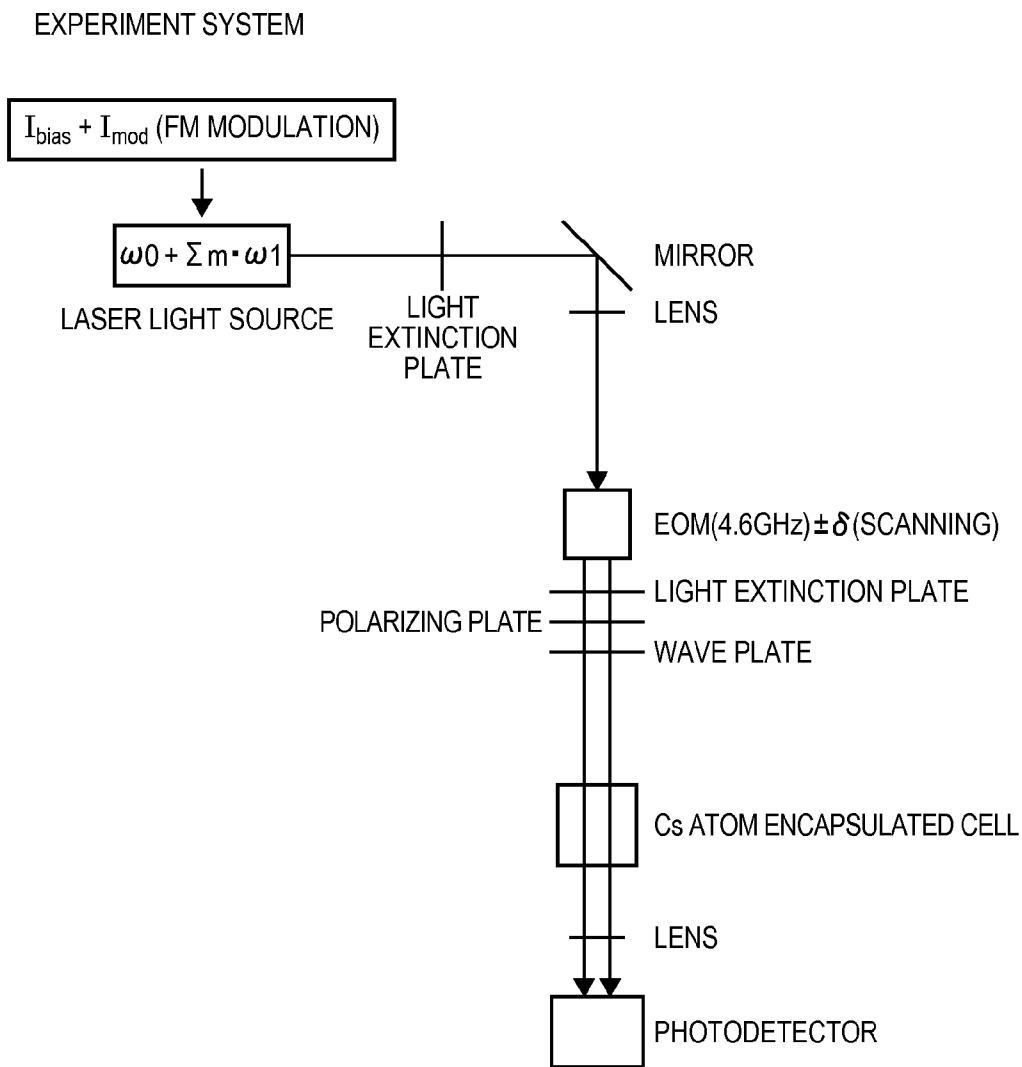 EXPERIMENT SYSTEM
Ibias + Imod (FM MODULATION)
ω0 + Σm・ω1
LASER LIGHT SOURCE
LIGHT
EXTINCTION
PLATE
MIRROR
LENS
EOM(4.6GHz)±δ(SCANNING)
LIGHT EXTINCTION PLATE
POLARIZING PLATE
WAVE PLATE
Cs ATOM ENCAPSULATED CELL
LENS
PHOTODETECTOR